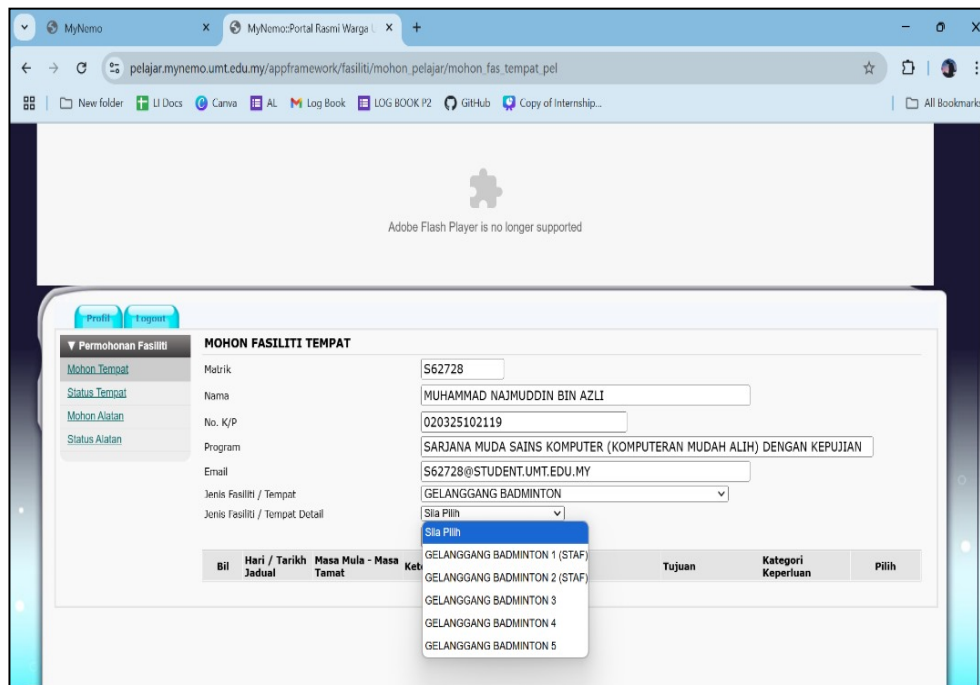 MyNemo
MyNemo::Portal Rasmi Warga
pelajar.mynemo.umt.edu.my/appframework/fasiliti/mohon_pelajar/mohon_fas_tempat_pel
New folder LI Docs Canva AL Log Book LOG BOOK P2 GitHub Copy of Internship... All Bookmarks
Adobe Flash Player is no longer supported
Profil Logout
▼ Permohonan Fasiliti
Mohon Tempat
Status Tempat
Mohon Alatan
Status Alatan
MOHON FASILITI TEMPAT
Matrik S62728
Nama MUHAMMAD NAJMUDDIN BIN AZLI
No. K/P 020325102119
Program SARJANA MUDA SAINS KOMPUTER (KOMPUTERAN MUDAH ALIH) DENGAN KEPUJIAN
Email S62728@STUDENT.UMT.EDU.MY
Jenis Fasiliti / Tempat GELANGGANG BADMINTON
Jenis Fasiliti / Tempat Detail Sila Pilih
Sila Pilih
GELANGGANG BADMINTON 1 (STAF)
GELANGGANG BADMINTON 2 (STAF)
GELANGGANG BADMINTON 3
GELANGGANG BADMINTON 4
GELANGGANG BADMINTON 5
Bil Hari / Tarikh Jadual Masa Mula - Masa Tamat Tujuan Kategori Keperluan Pilih